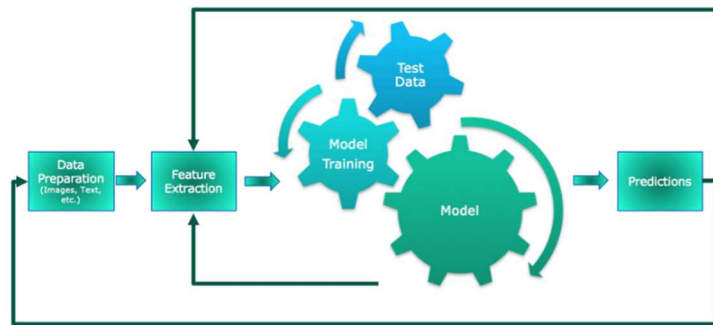 Data
Preparation
(Images, Text,
etc.)
Feature
Extraction
Test
Data
Model
Training
Model
Predictions